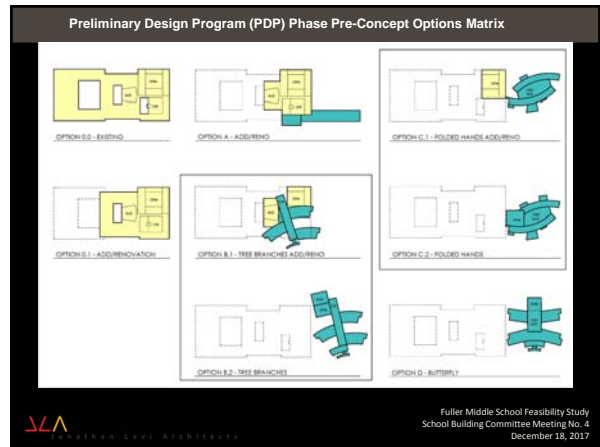 Preliminary Design Program (PDP) Phase Pre-Concept Options Matrix
OPTION 0.0 - EXISTING
OPTION A - ADD/RENO
OPTION C.1 - FOLDED HANDS ADD/RENO
OPTION 0.1 - ADD/RENOVATION
OPTION B.1 - TREE BRANCHES ADD/RENO
OPTION C.2 - FOLDED HANDS
OPTION B.2 - TREE BRANCHES
OPTION D - BUTTERFLY
JLA
Jonathan Levi Architects
Fuller Middle School Feasibility Study
School Building Committee Meeting No. 4
December 18, 2017